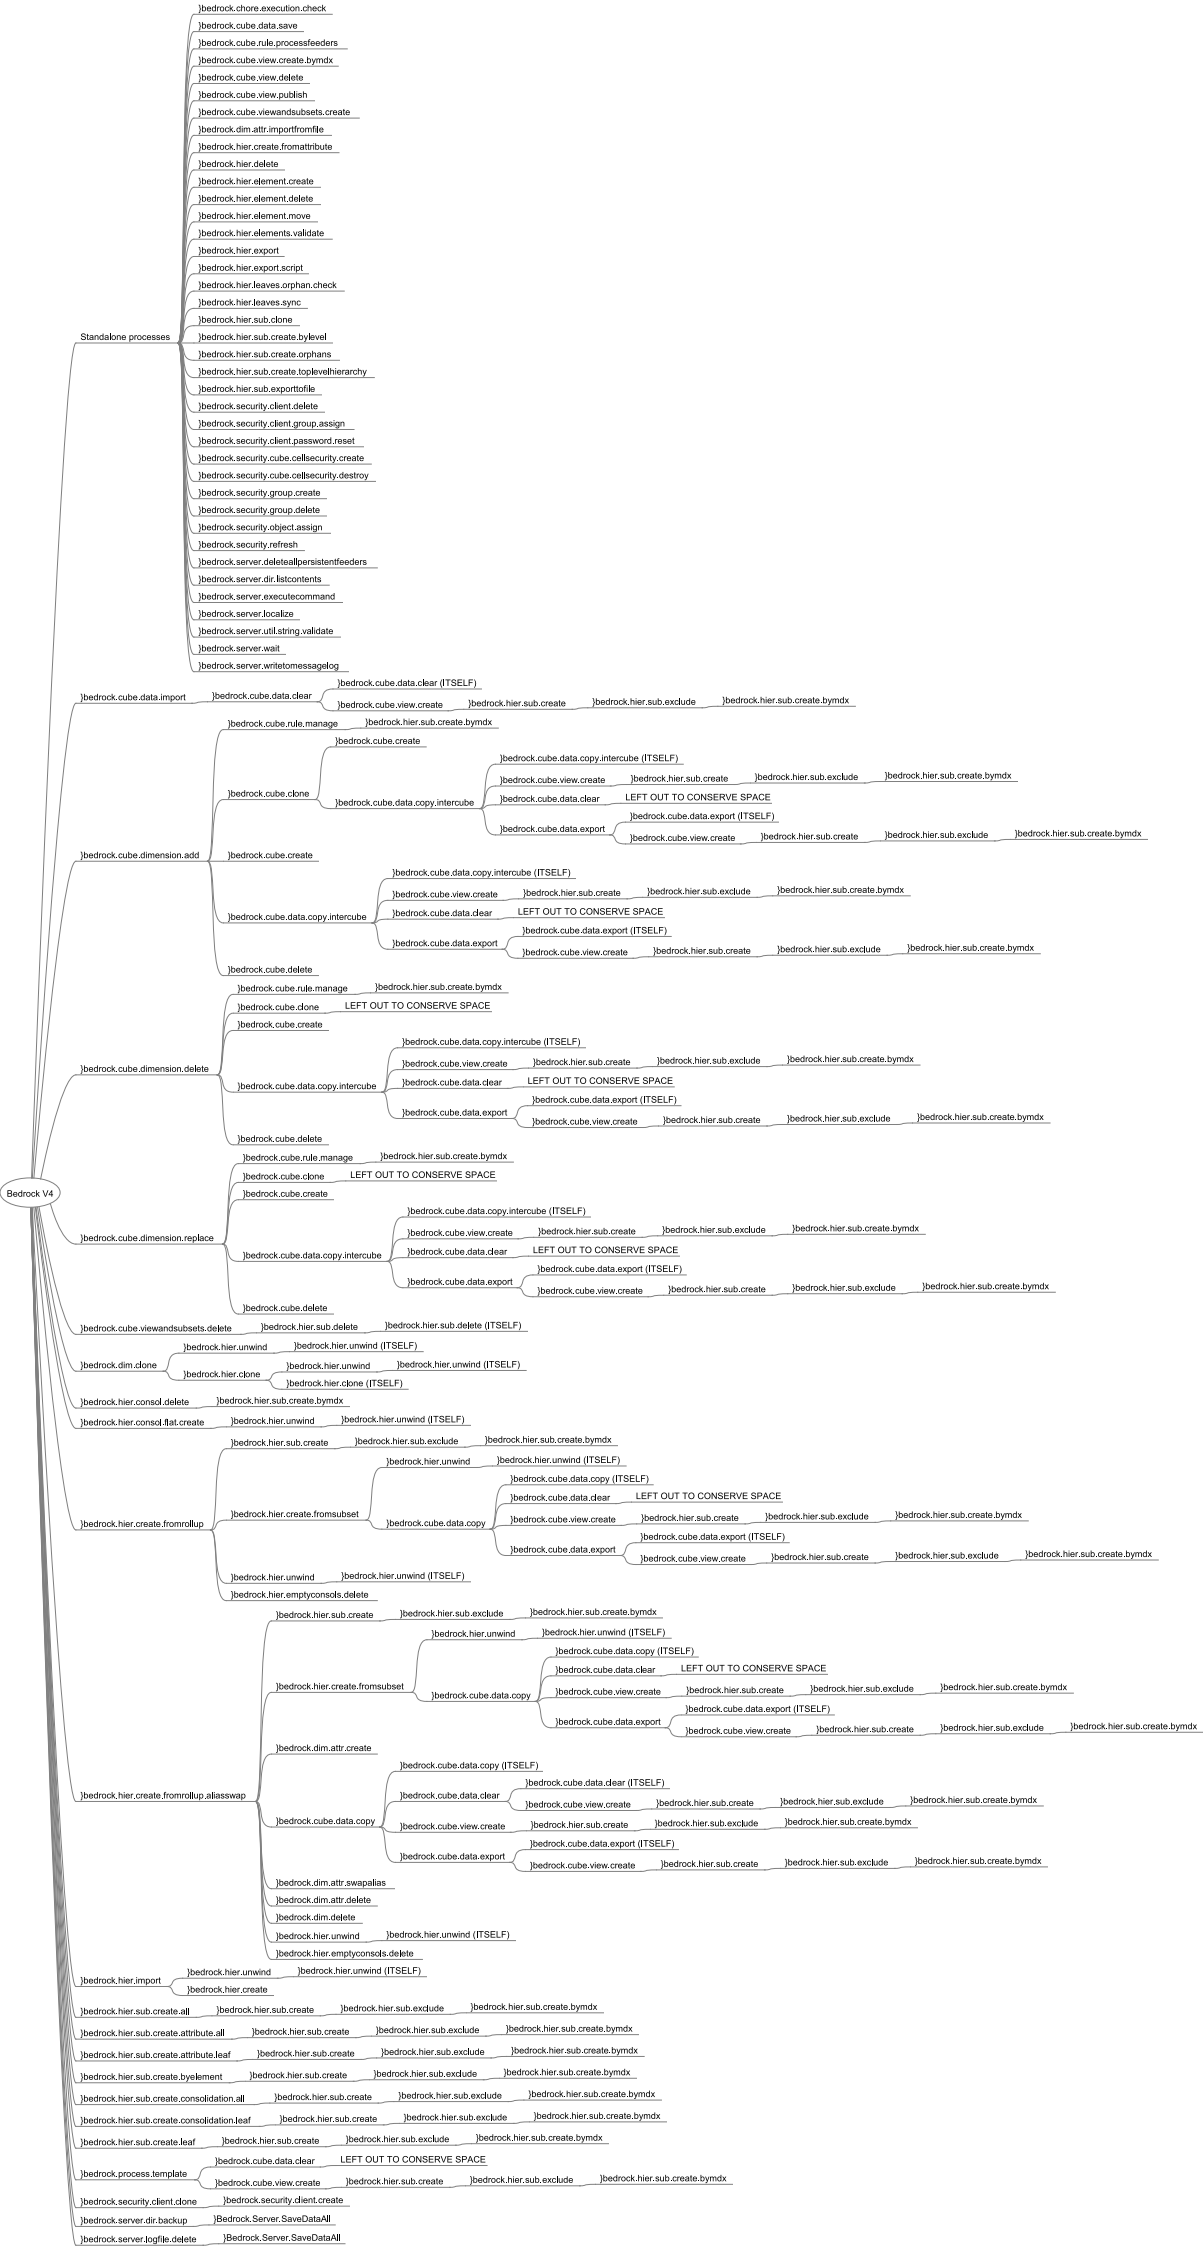 }bedrock.chore.execution.check
}bedrock.cube.data.save
}bedrock.cube.rule.processfeeders
}bedrock.cube.view.create.bymdx
}bedrock.cube.view.delete
}bedrock.cube.view.publish
}bedrock.cube.viewandsubsets.create
}bedrock.dim.attr.importfromfile
}bedrock.hier.create.fromattribute
}bedrock.hier.delete
}bedrock.hier.element.create
}bedrock.hier.element.delete
}bedrock.hier.element.move
}bedrock.hier.elements.validate
}bedrock.hier.export
}bedrock.hier.export.script
}bedrock.hier.leaves.orphan.check
}bedrock.hier.leaves.sync
}bedrock.hier.sub.clone
Standalone processes
}bedrock.hier.sub.create.bylevel
}bedrock.hier.sub.create.orphans
}bedrock.hier.sub.create.toplevelhierarchy
}bedrock.hier.sub.exporttofile
}bedrock.security.client.delete
}bedrock.security.client.group.assign
}bedrock.security.client.password.reset
}bedrock.security.cube.cellsecurity.create
}bedrock.security.cube.cellsecurity.destroy
}bedrock.security.group.create
}bedrock.security.group.delete
}bedrock.security.object.assign
}bedrock.security.refresh
}bedrock.server.deleteallpersistentfeeders
}bedrock.server.dir.listcontents
}bedrock.server.executecommand
}bedrock.server.localize
}bedrock.server.util.string.validate
}bedrock.server.wait
}bedrock.server.writetomessagelog
}bedrock.cube.data.import
}bedrock.cube.data.clear
}bedrock.cube.data.clear (ITSELF)
}bedrock.cube.view.create
}bedrock.hier.sub.create
}bedrock.hier.sub.exclude
}bedrock.hier.sub.create.bymdx
}bedrock.cube.dimension.add
}bedrock.cube.rule.manage
}bedrock.hier.sub.create.bymdx
}bedrock.cube.clone
}bedrock.cube.create
}bedrock.cube.data.copy.intercube
}bedrock.cube.data.copy.intercube (ITSELF)
}bedrock.cube.view.create
}bedrock.hier.sub.create
}bedrock.hier.sub.exclude
}bedrock.hier.sub.create.bymdx
}bedrock.cube.data.clear
LEFT OUT TO CONSERVE SPACE
}bedrock.cube.data.export
}bedrock.cube.data.export (ITSELF)
}bedrock.cube.view.create
}bedrock.hier.sub.create
}bedrock.hier.sub.exclude
}bedrock.hier.sub.create.bymdx
}bedrock.cube.create
}bedrock.cube.data.copy.intercube
}bedrock.cube.data.copy.intercube (ITSELF)
}bedrock.cube.view.create
}bedrock.hier.sub.create
}bedrock.hier.sub.exclude
}bedrock.hier.sub.create.bymdx
}bedrock.cube.data.clear
LEFT OUT TO CONSERVE SPACE
}bedrock.cube.data.export
}bedrock.cube.data.export (ITSELF)
}bedrock.cube.view.create
}bedrock.hier.sub.create
}bedrock.hier.sub.exclude
}bedrock.hier.sub.create.bymdx
}bedrock.cube.delete
}bedrock.cube.dimension.delete
}bedrock.cube.rule.manage
}bedrock.hier.sub.create.bymdx
}bedrock.cube.clone
LEFT OUT TO CONSERVE SPACE
}bedrock.cube.create
}bedrock.cube.data.copy.intercube
}bedrock.cube.data.copy.intercube (ITSELF)
}bedrock.cube.view.create
}bedrock.hier.sub.create
}bedrock.hier.sub.exclude
}bedrock.hier.sub.create.bymdx
}bedrock.cube.data.clear
LEFT OUT TO CONSERVE SPACE
}bedrock.cube.data.export
}bedrock.cube.data.export (ITSELF)
}bedrock.cube.view.create
}bedrock.hier.sub.create
}bedrock.hier.sub.exclude
}bedrock.hier.sub.create.bymdx
}bedrock.cube.delete
Bedrock V4
}bedrock.cube.dimension.replace
}bedrock.cube.rule.manage
}bedrock.hier.sub.create.bymdx
}bedrock.cube.clone
LEFT OUT TO CONSERVE SPACE
}bedrock.cube.create
}bedrock.cube.data.copy.intercube
}bedrock.cube.data.copy.intercube (ITSELF)
}bedrock.cube.view.create
}bedrock.hier.sub.create
}bedrock.hier.sub.exclude
}bedrock.hier.sub.create.bymdx
}bedrock.cube.data.clear
LEFT OUT TO CONSERVE SPACE
}bedrock.cube.data.export
}bedrock.cube.data.export (ITSELF)
}bedrock.cube.view.create
}bedrock.hier.sub.create
}bedrock.hier.sub.exclude
}bedrock.hier.sub.create.bymdx
}bedrock.cube.delete
}bedrock.cube.viewandsubsets.delete
}bedrock.hier.sub.delete
}bedrock.hier.sub.delete (ITSELF)
}bedrock.dim.clone
}bedrock.hier.unwind
}bedrock.hier.unwind (ITSELF)
}bedrock.hier.clone
}bedrock.hier.unwind
}bedrock.hier.unwind (ITSELF)
}bedrock.hier.clone (ITSELF)
}bedrock.hier.consol.delete
}bedrock.hier.sub.create.bymdx
}bedrock.hier.consol.flat.create
}bedrock.hier.unwind
}bedrock.hier.unwind (ITSELF)
}bedrock.hier.create.fromrollup
}bedrock.hier.sub.create
}bedrock.hier.sub.exclude
}bedrock.hier.sub.create.bymdx
}bedrock.hier.create.fromsubset
}bedrock.hier.unwind
}bedrock.hier.unwind (ITSELF)
}bedrock.cube.data.copy
}bedrock.cube.data.copy (ITSELF)
}bedrock.cube.data.clear
LEFT OUT TO CONSERVE SPACE
}bedrock.cube.view.create
}bedrock.hier.sub.create
}bedrock.hier.sub.exclude
}bedrock.hier.sub.create.bymdx
}bedrock.cube.data.export
}bedrock.cube.data.export (ITSELF)
}bedrock.cube.view.create
}bedrock.hier.sub.create
}bedrock.hier.sub.exclude
}bedrock.hier.sub.create.bymdx
}bedrock.hier.unwind
}bedrock.hier.unwind (ITSELF)
}bedrock.hier.emptyconsols.delete
}bedrock.hier.create.fromrollup.aliasswap
}bedrock.hier.sub.create
}bedrock.hier.sub.exclude
}bedrock.hier.sub.create.bymdx
}bedrock.hier.create.fromsubset
}bedrock.hier.unwind
}bedrock.hier.unwind (ITSELF)
}bedrock.cube.data.copy
}bedrock.cube.data.copy (ITSELF)
}bedrock.cube.data.clear
LEFT OUT TO CONSERVE SPACE
}bedrock.cube.view.create
}bedrock.hier.sub.create
}bedrock.hier.sub.exclude
}bedrock.hier.sub.create.bymdx
}bedrock.cube.data.export
}bedrock.cube.data.export (ITSELF)
}bedrock.cube.view.create
}bedrock.hier.sub.create
}bedrock.hier.sub.exclude
}bedrock.hier.sub.create.bymdx
}bedrock.dim.attr.create
}bedrock.cube.data.copy
}bedrock.cube.data.copy (ITSELF)
}bedrock.cube.data.clear
}bedrock.cube.data.clear (ITSELF)
}bedrock.cube.view.create
}bedrock.hier.sub.create
}bedrock.hier.sub.exclude
}bedrock.hier.sub.create.bymdx
}bedrock.cube.view.create
}bedrock.hier.sub.create
}bedrock.hier.sub.exclude
}bedrock.hier.sub.create.bymdx
}bedrock.cube.data.export
}bedrock.cube.data.export (ITSELF)
}bedrock.cube.view.create
}bedrock.hier.sub.create
}bedrock.hier.sub.exclude
}bedrock.hier.sub.create.bymdx
}bedrock.dim.attr.swapalias
}bedrock.dim.attr.delete
}bedrock.dim.delete
}bedrock.hier.unwind
}bedrock.hier.unwind (ITSELF)
}bedrock.hier.emptyconsols.delete
}bedrock.hier.import
}bedrock.hier.unwind
}bedrock.hier.unwind (ITSELF)
}bedrock.hier.create
}bedrock.hier.sub.create.all
}bedrock.hier.sub.create
}bedrock.hier.sub.exclude
}bedrock.hier.sub.create.bymdx
}bedrock.hier.sub.create.attribute.all
}bedrock.hier.sub.create
}bedrock.hier.sub.exclude
}bedrock.hier.sub.create.bymdx
}bedrock.hier.sub.create.attribute.leaf
}bedrock.hier.sub.create
}bedrock.hier.sub.exclude
}bedrock.hier.sub.create.bymdx
}bedrock.hier.sub.create.byelement
}bedrock.hier.sub.create
}bedrock.hier.sub.exclude
}bedrock.hier.sub.create.bymdx
}bedrock.hier.sub.create.consolidation.all
}bedrock.hier.sub.create
}bedrock.hier.sub.exclude
}bedrock.hier.sub.create.bymdx
}bedrock.hier.sub.create.consolidation.leaf
}bedrock.hier.sub.create
}bedrock.hier.sub.exclude
}bedrock.hier.sub.create.bymdx
}bedrock.hier.sub.create.leaf
}bedrock.hier.sub.create
}bedrock.hier.sub.exclude
}bedrock.hier.sub.create.bymdx
}bedrock.process.template
}bedrock.cube.data.clear
LEFT OUT TO CONSERVE SPACE
}bedrock.cube.view.create
}bedrock.hier.sub.create
}bedrock.hier.sub.exclude
}bedrock.hier.sub.create.bymdx
}bedrock.security.client.clone
}bedrock.security.client.create
}bedrock.server.dir.backup
}Bedrock.Server.SaveDataAll
}bedrock.server.logfile.delete
}Bedrock.Server.SaveDataAll